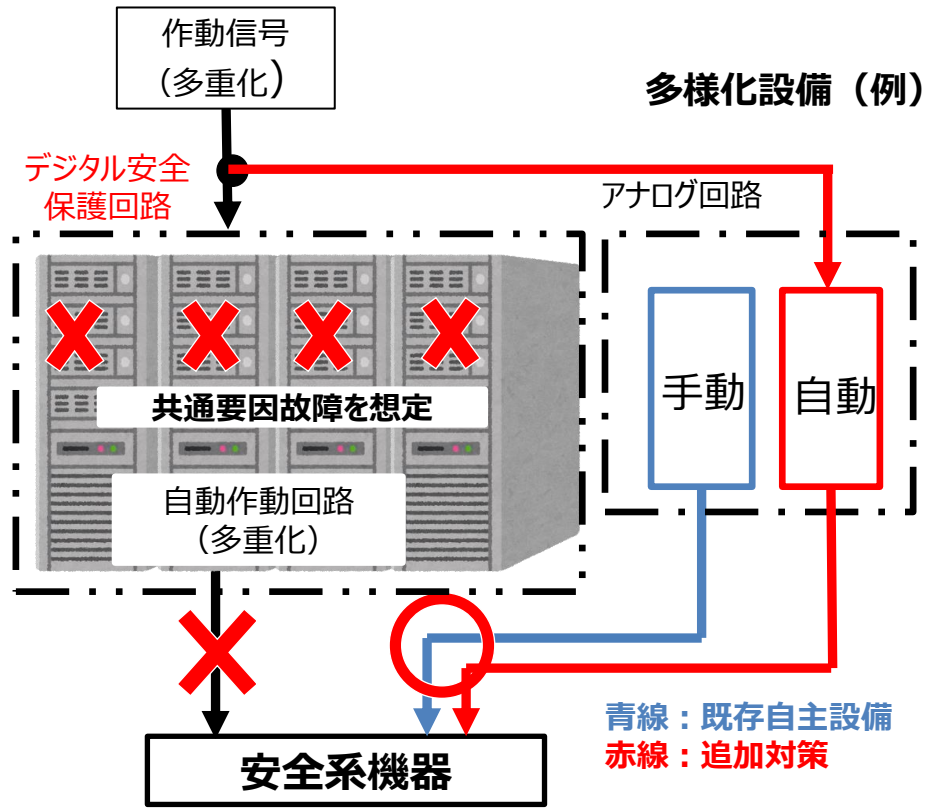 作動信号
（多重化）
多様化設備（例）
デジタル安全
保護回路
アナログ回路
手動
自動
共通要因故障を想定
自動作動回路
（多重化）
青線：既存自主設備
赤線：追加対策
安全系機器